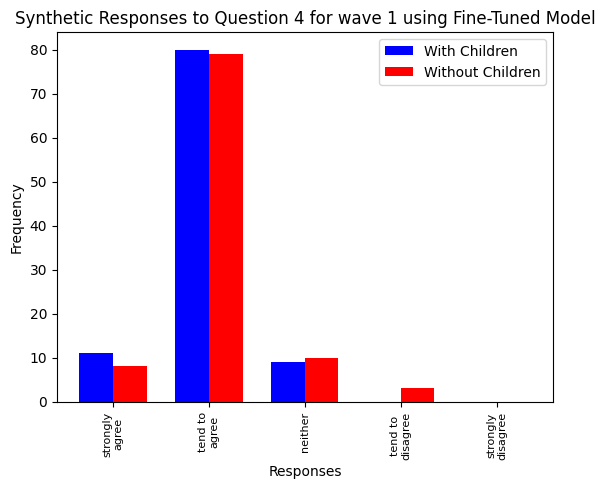 Synthetic Responses to Question 4 for wave 1 using Fine-Tuned Model
With Children
Without Children
Frequency
80
70
60
50
40
30
20
10
0
strongly
agree
tend to
agree
neither
tend to
disagree
strongly
disagree
Responses